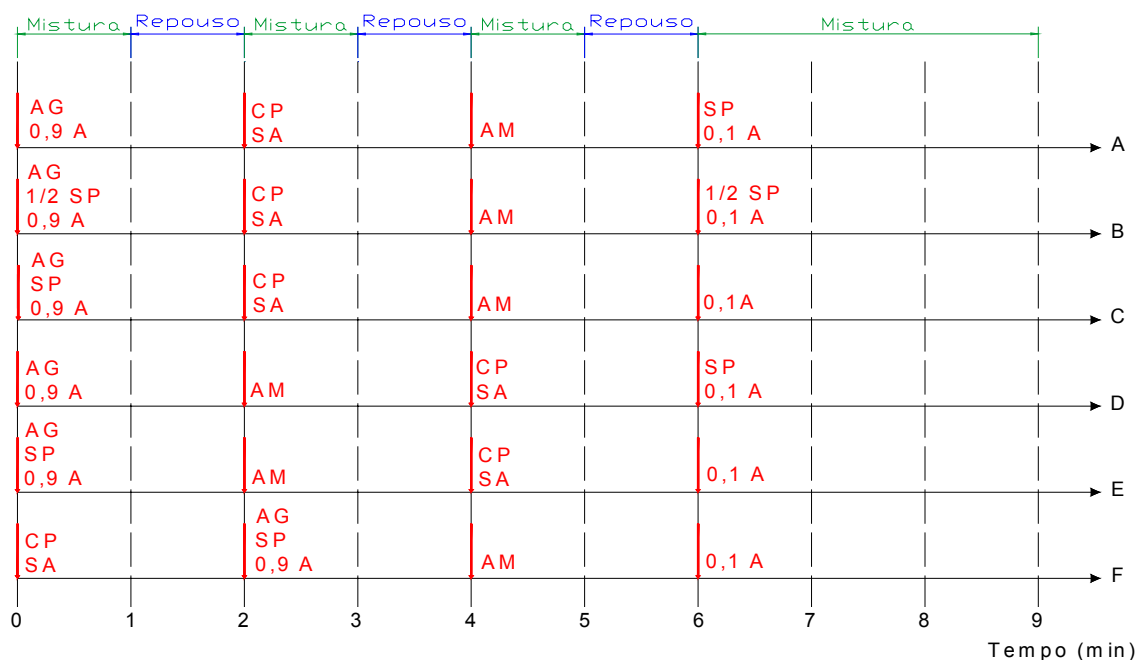 Mistura Repouso Mistura Repouso Mistura Repouso Mistura
AG CP SP
0,9 A SA AM 0,1 A A
AG
1/2 SP CP 1/2 SP
0,9 A SA AM 0,1 A B
AG
SP CP
0,9 A SA AM 0,1A C
AG CP SP
0,9 A AM SA 0,1 A D
AG
SP CP
0,9 A AM SA 0,1 A E
AG
CP SP
SA 0,9 A AM 0,1 A F
0 1 2 3 4 5 6 7 8 9
Tempo (min)